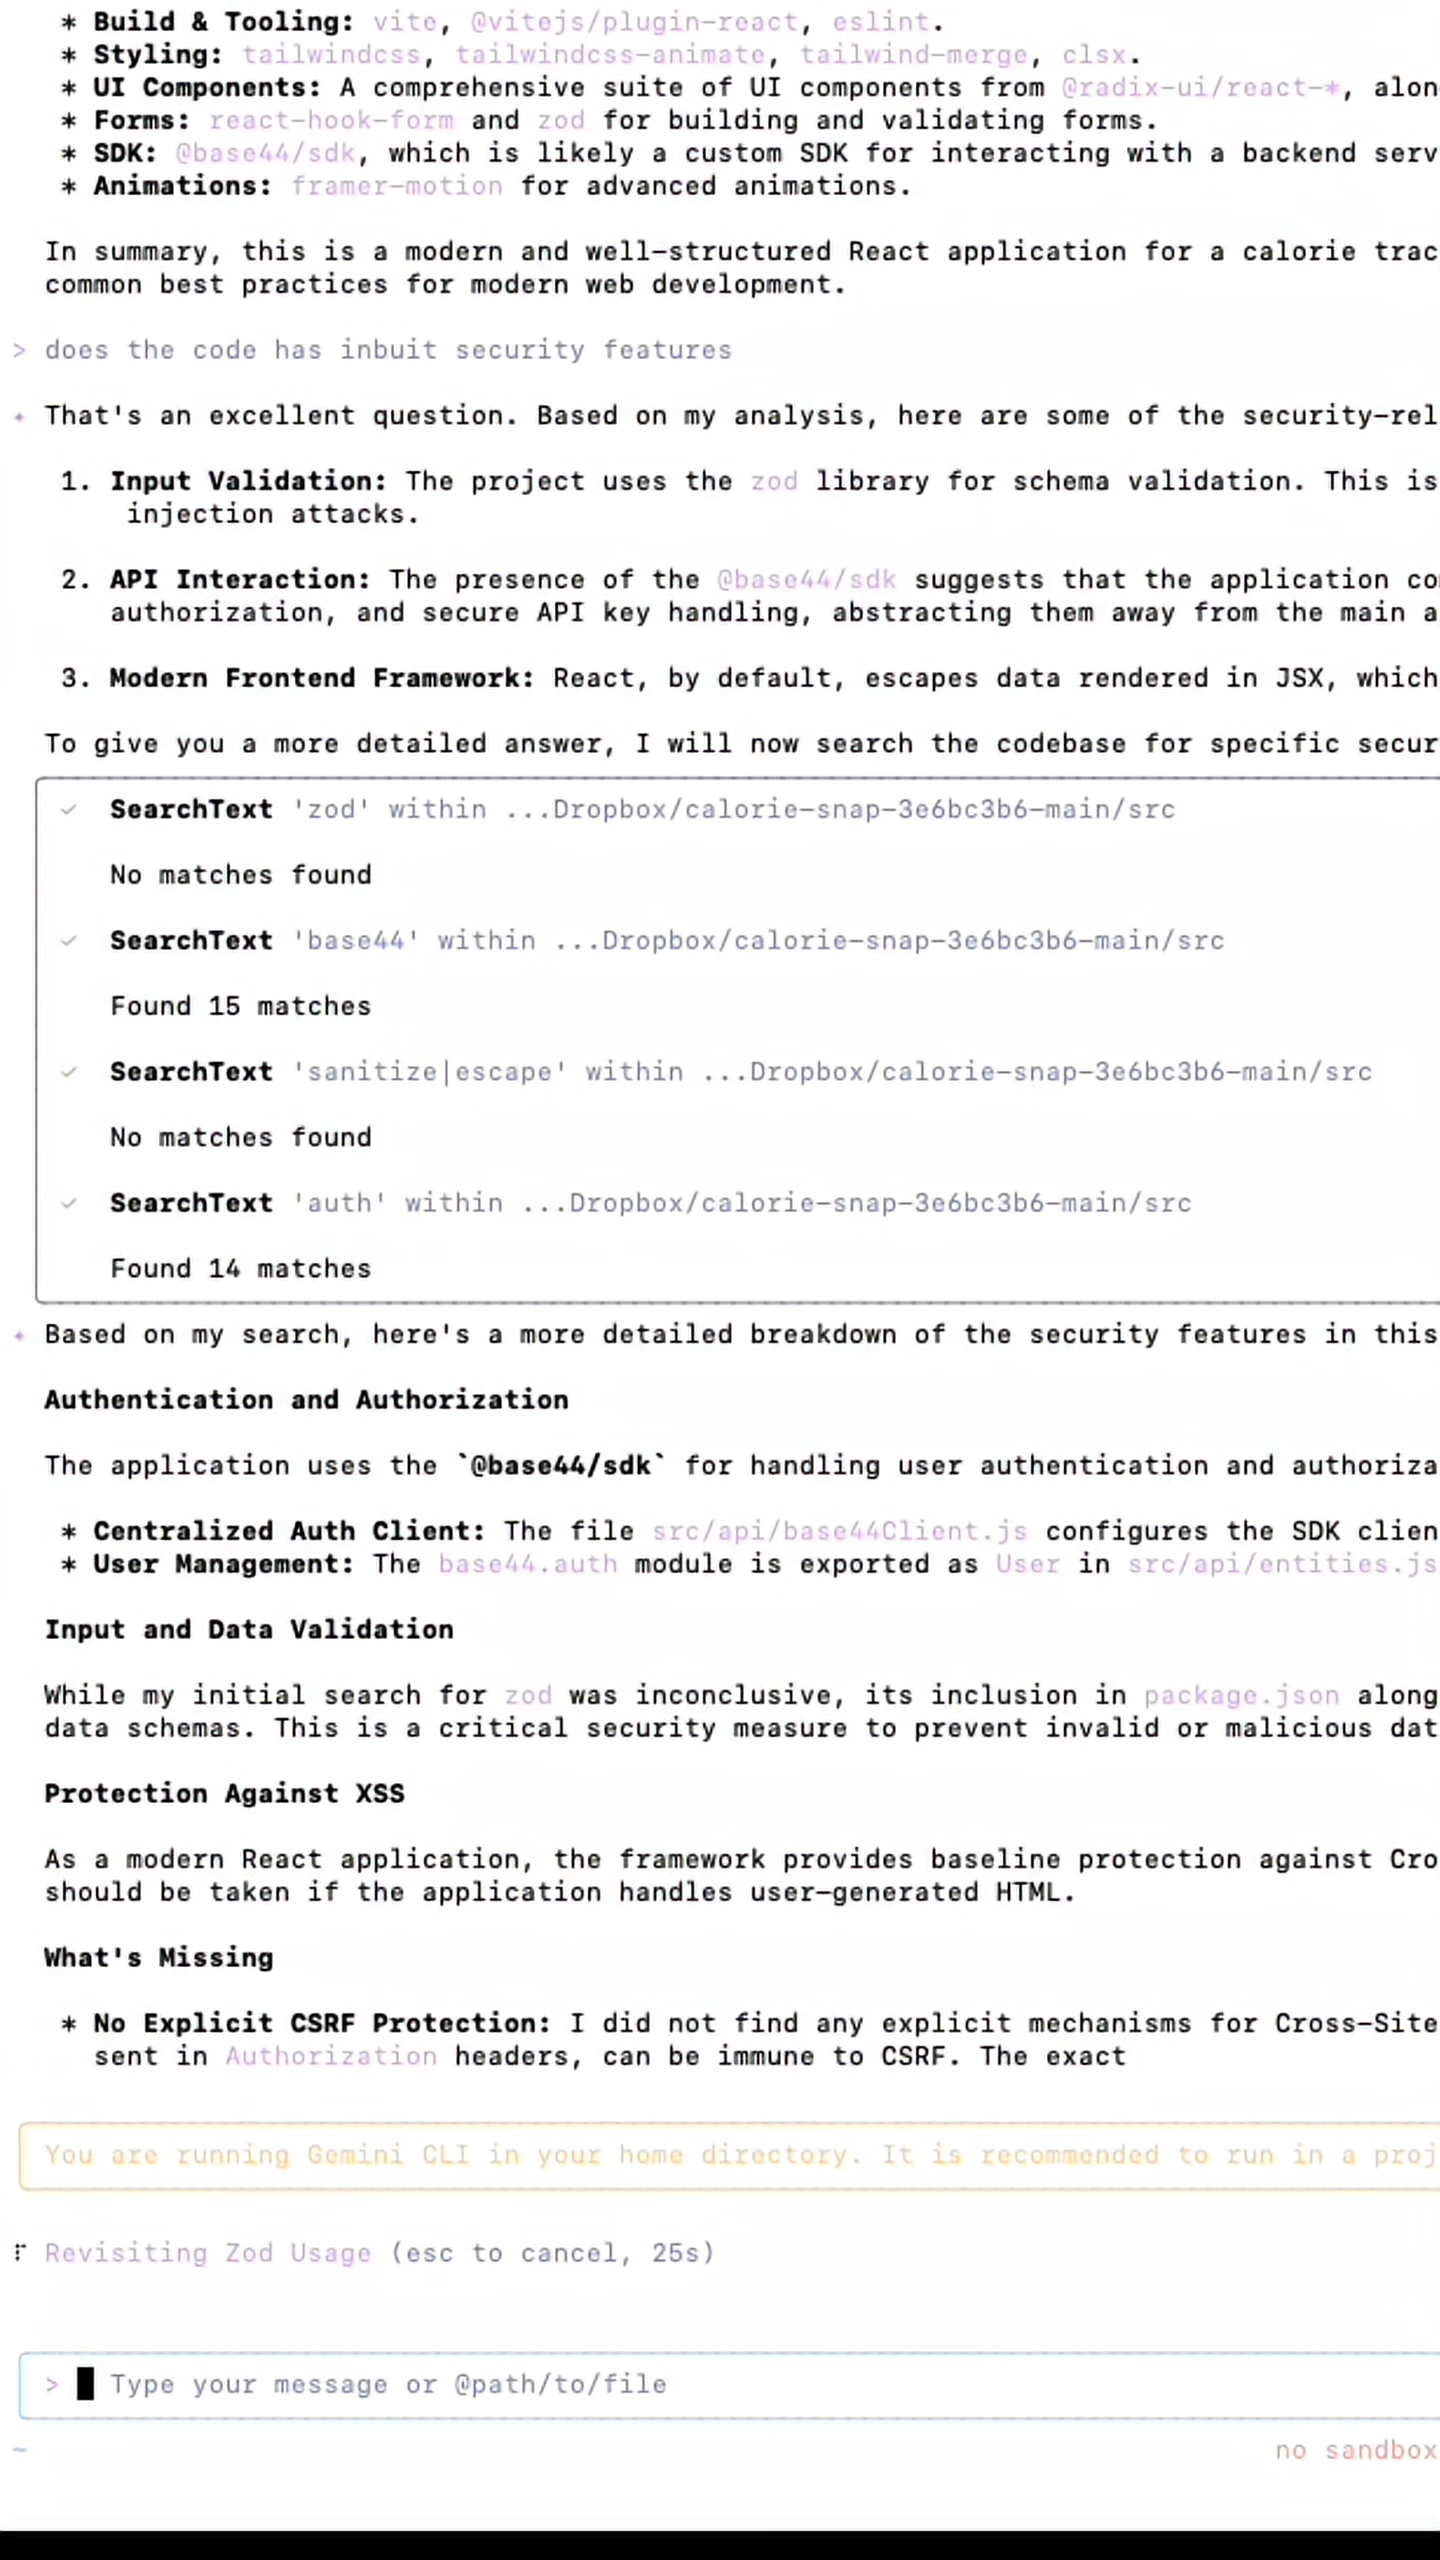 * Build & Tooling: vite, @vitejs/plugin-react, eslint.
* Styling: tailwindcss, tailwindcss-animate, tailwind-merge, clsx.
* UI Components: A comprehensive suite of UI components from @radix-ui/react-*, alon
* Forms: react-hook-form and zod for building and validating forms.
* SDK: @base44/sdk, which is likely a custom SDK for interacting with a backend serv
* Animations: framer-motion for advanced animations.
In summary, this is a modern and well-structured React application for a calorie trac
common best practices for modern web development.
> does the code has inbuit security features
✦ That's an excellent question. Based on my analysis, here are some of the security-rel
1. Input Validation: The project uses the zod library for schema validation. This is
injection attacks.
2. API Interaction: The presence of the @base44/sdk suggests that the application co
authorization, and secure API key handling, abstracting them away from the main a
3. Modern Frontend Framework: React, by default, escapes data rendered in JSX, which
To give you a more detailed answer, I will now search the codebase for specific secur
✓ SearchText 'zod' within ...Dropbox/calorie-snap-3e6bc3b6-main/src
No matches found
✓ SearchText 'base44' within ...Dropbox/calorie-snap-3e6bc3b6-main/src
Found 15 matches
✓ SearchText 'sanitize|escape' within ...Dropbox/calorie-snap-3e6bc3b6-main/src
No matches found
✓ SearchText 'auth' within ...Dropbox/calorie-snap-3e6bc3b6-main/src
Found 14 matches
✦ Based on my search, here's a more detailed breakdown of the security features in this
Authentication and Authorization
The application uses the `@base44/sdk` for handling user authentication and authoriza
* Centralized Auth Client: The file src/api/base44Client.js configures the SDK clien
* User Management: The base44.auth module is exported as User in src/api/entities.js
Input and Data Validation
While my initial search for zod was inconclusive, its inclusion in package.json along
data schemas. This is a critical security measure to prevent invalid or malicious dat
Protection Against XSS
As a modern React application, the framework provides baseline protection against Cro
should be taken if the application handles user-generated HTML.
What's Missing
* No Explicit CSRF Protection: I did not find any explicit mechanisms for Cross-Site
sent in Authorization headers, can be immune to CSRF. The exact
You are running Gemini CLI in your home directory. It is recommended to run in a proj
⠏ Revisiting Zod Usage (esc to cancel, 25s)
> Type your message or @path/to/file
~ no sandbox